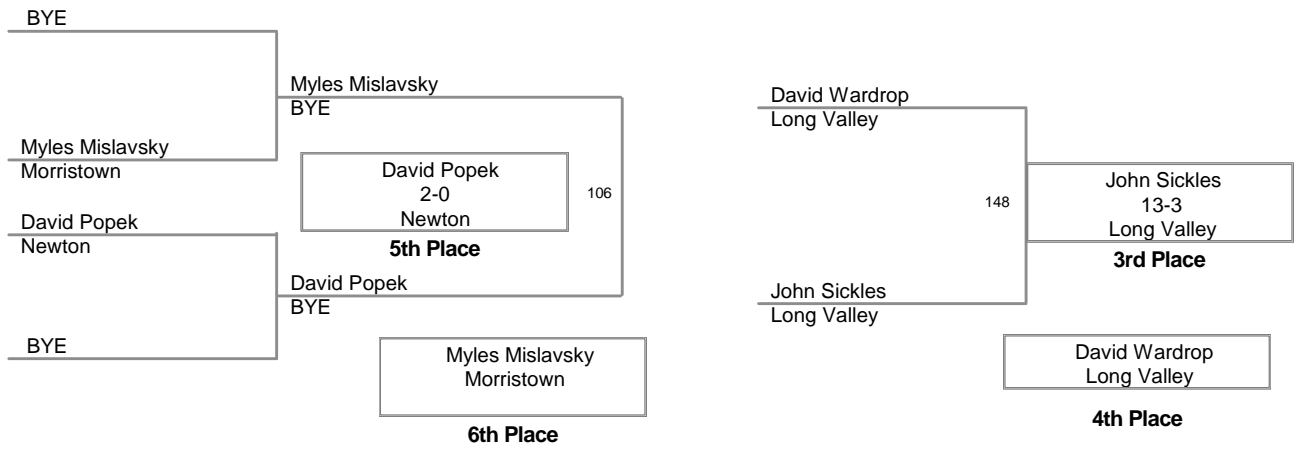 BYE
Myles Mislavsky
BYE
Myles Mislavsky
Morristown
David Popek
2-0
Newton
5th Place
106
David Popek
Newton
David Popek
BYE
BYE
Myles Mislavsky
Morristown
6th Place
David Wardrop
Long Valley
148
John Sickles
13-3
Long Valley
3rd Place
John Sickles
Long Valley
David Wardrop
Long Valley
4th Place